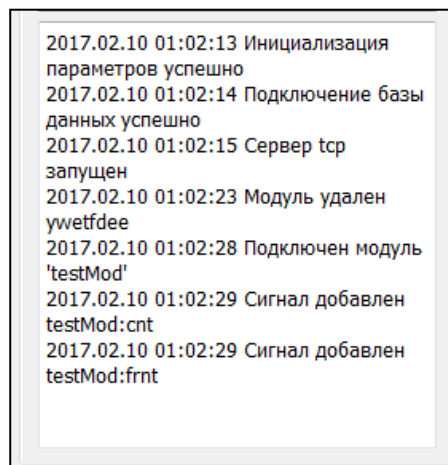 2017.02.10 01:02:13 Инициализация
параметров успешно
2017.02.10 01:02:14 Подключение базы
данных успешно
2017.02.10 01:02:15 Сервер tcp
запущен
2017.02.10 01:02:23 Модуль удален
ywetfdee
2017.02.10 01:02:28 Подключен модуль
'testMod'
2017.02.10 01:02:29 Сигнал добавлен
testMod:cnt
2017.02.10 01:02:29 Сигнал добавлен
testMod:frnt